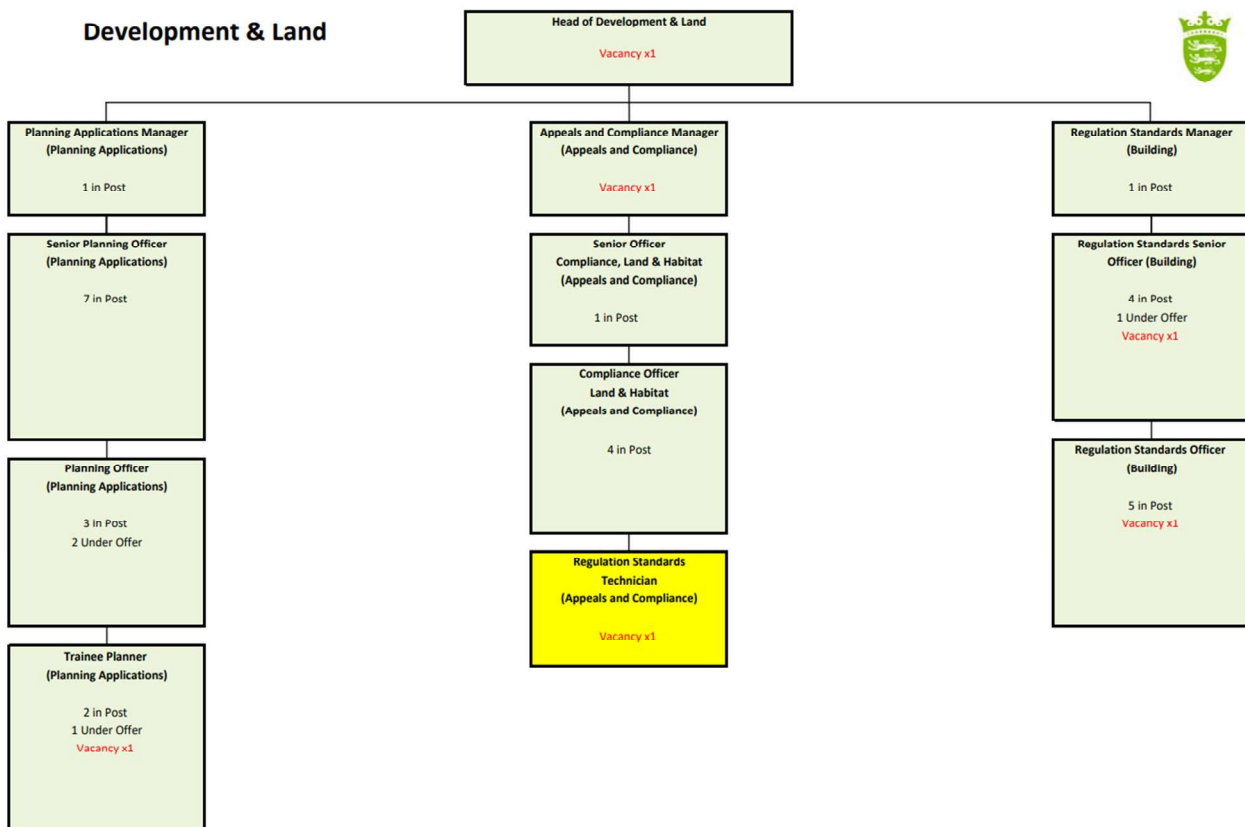 Development & Land
Head of Development & Land
Vacancy x1
Planning Applications Manager
(Planning Applications)
1 in Post
Senior Planning Officer
(Planning Applications)
7 in Post
Planning Officer
(Planning Applications)
3 in Post
2 Under Offer
Trainee Planner
(Planning Applications)
2 in Post
1 Under Offer
Vacancy x1
Appeals and Compliance Manager
(Appeals and Compliance)
Vacancy x1
Senior Officer
Compliance, Land & Habitat
(Appeals and Compliance)
1 in Post
Compliance Officer
Land & Habitat
(Appeals and Compliance)
4 in Post
Regulation Standards
Technician
(Appeals and Compliance)
Vacancy x1
Regulation Standards Manager
(Building)
1 in Post
Regulation Standards Senior
Officer (Building)
4 in Post
1 Under Offer
Vacancy x1
Regulation Standards Officer
(Building)
5 in Post
Vacancy x1